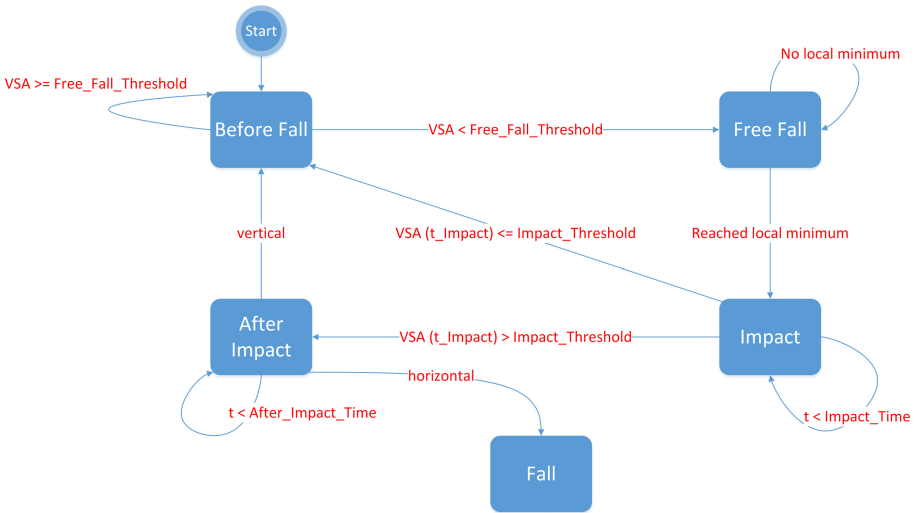 Start
No local minimum
VSA >= Free_Fall_Threshold
Before Fall
VSA < Free_Fall_Threshold
Free Fall
vertical
VSA (t_Impact) <= Impact_Threshold
Reached local minimum
After
Impact
VSA (t_Impact) > Impact_Threshold
Impact
horizontal
t < After_Impact_Time
t < Impact_Time
Fall